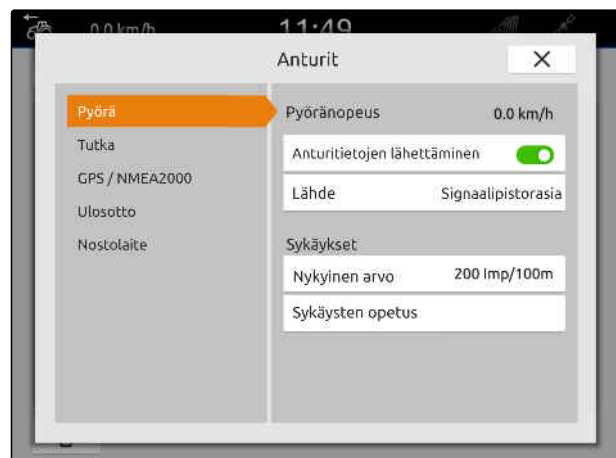 0.0 km/h
11:49
Anturit
Pyörä
Tutka
GPS / NMEA2000
Ulosotto
Nostolaite
Pyöränopeus 0.0 km/h
Anturitietojen lähettäminen
Lähde Signaalipistorasia
Sykäykset
Nykyinen arvo 200 Imp/100m
Sykäysten opetus